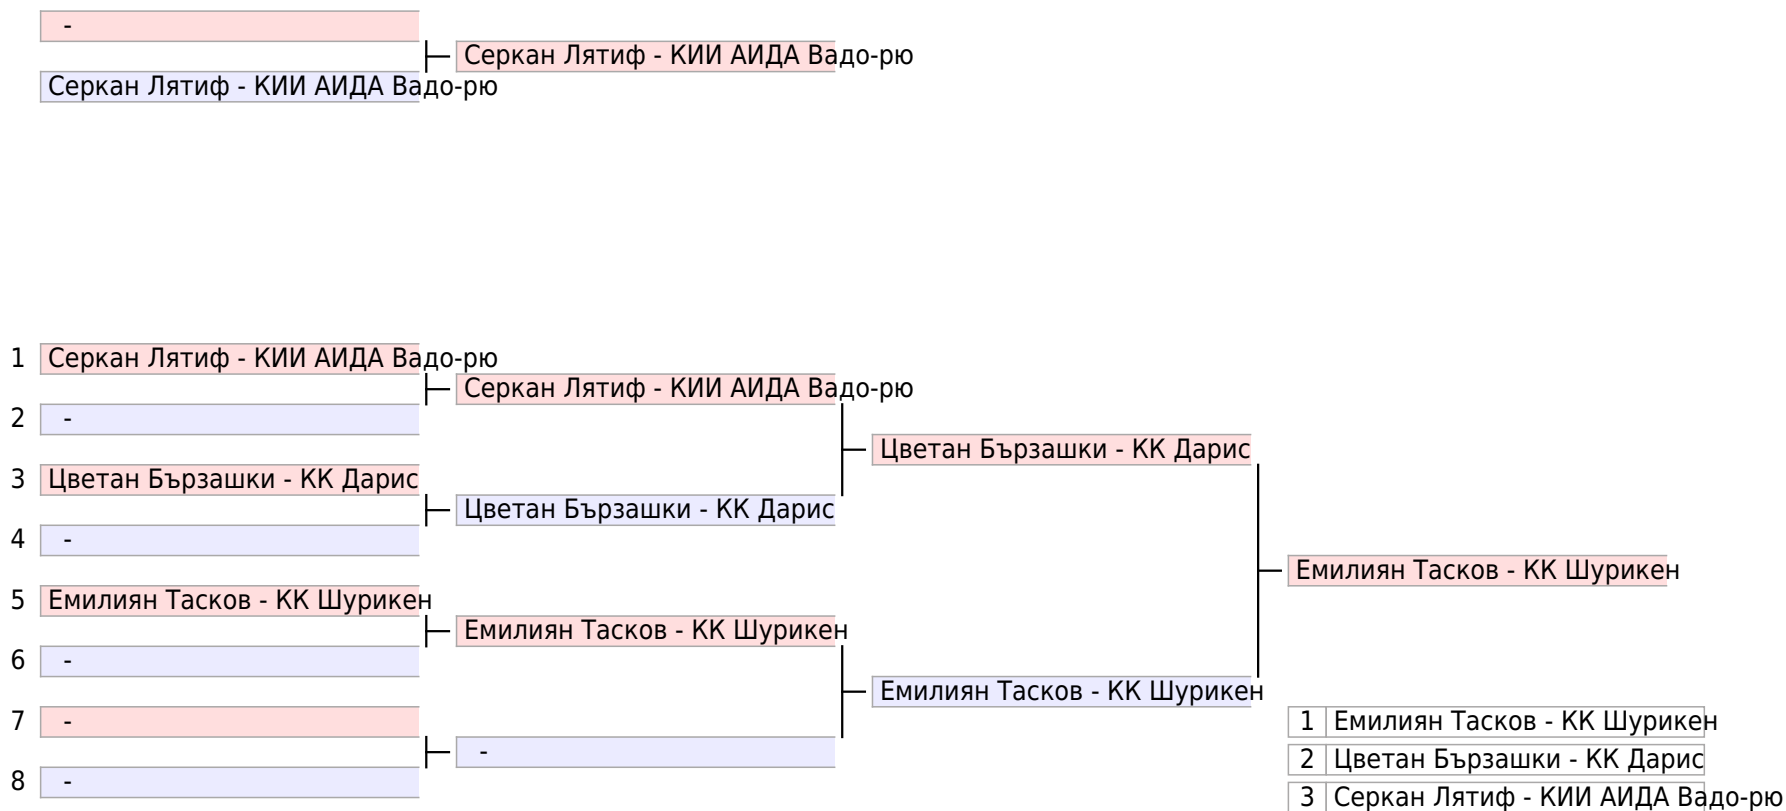 -
Серкан Лятиф - КИИ АИДА Вадо-рю
Серкан Лятиф - КИИ АИДА Вадо-рю
1 Серкан Лятиф - КИИ АИДА Вадо-рю
Серкан Лятиф - КИИ АИДА Вадо-рю
2 -
Цветан Бързашки - КК Дарис
3 Цветан Бързашки - КК Дарис
Цветан Бързашки - КК Дарис
4 -
Емилиян Тасков - КК Шурикен
5 Емилиян Тасков - КК Шурикен
Емилиян Тасков - КК Шурикен
6 -
Емилиян Тасков - КК Шурикен
7 -
-
8 -
1 Емилиян Тасков - КК Шурикен
2 Цветан Бързашки - КК Дарис
3 Серкан Лятиф - КИИ АИДА Вадо-рю